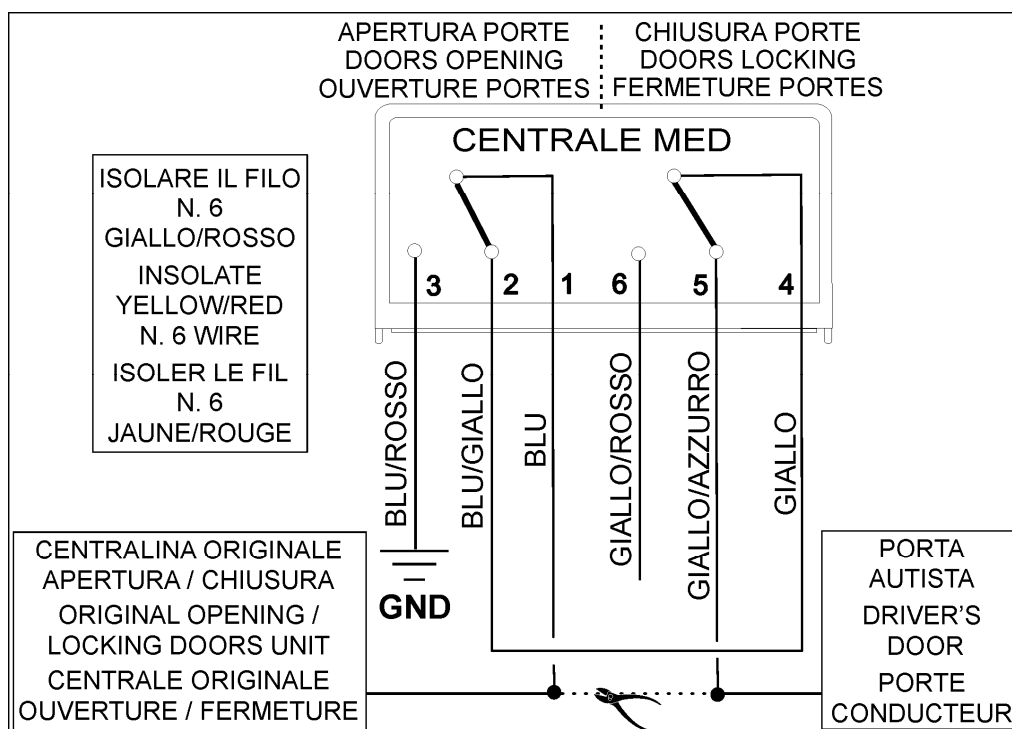 APERTURA PORTE
DOORS OPENING
OUVERTURE PORTES
CHIUSURA PORTE
DOORS LOCKING
FERMETURE PORTES
CENTRALE MED
ISOLARE IL FILO
N. 6
GIALLO/ROSSO
INSOLATE
YELLOW/RED
N. 6 WIRE
ISOLER LE FIL
N. 6
JAUNE/ROUGE
3 2 1 6 5 4
BLU/ROSSO
BLU/GIALLO
BLU
GIALLO/ROSSO
GIALLO/AZZURRO
GIALLO
GND
CENTRALINA ORIGINALE
APERTURA / CHIUSURA
ORIGINAL OPENING /
LOCKING DOORS UNIT
CENTRALE ORIGINALE
OUVERTURE / FERMETURE
PORTA
AUTISTA
DRIVER'S
DOOR
PORTE
CONDUCTEUR